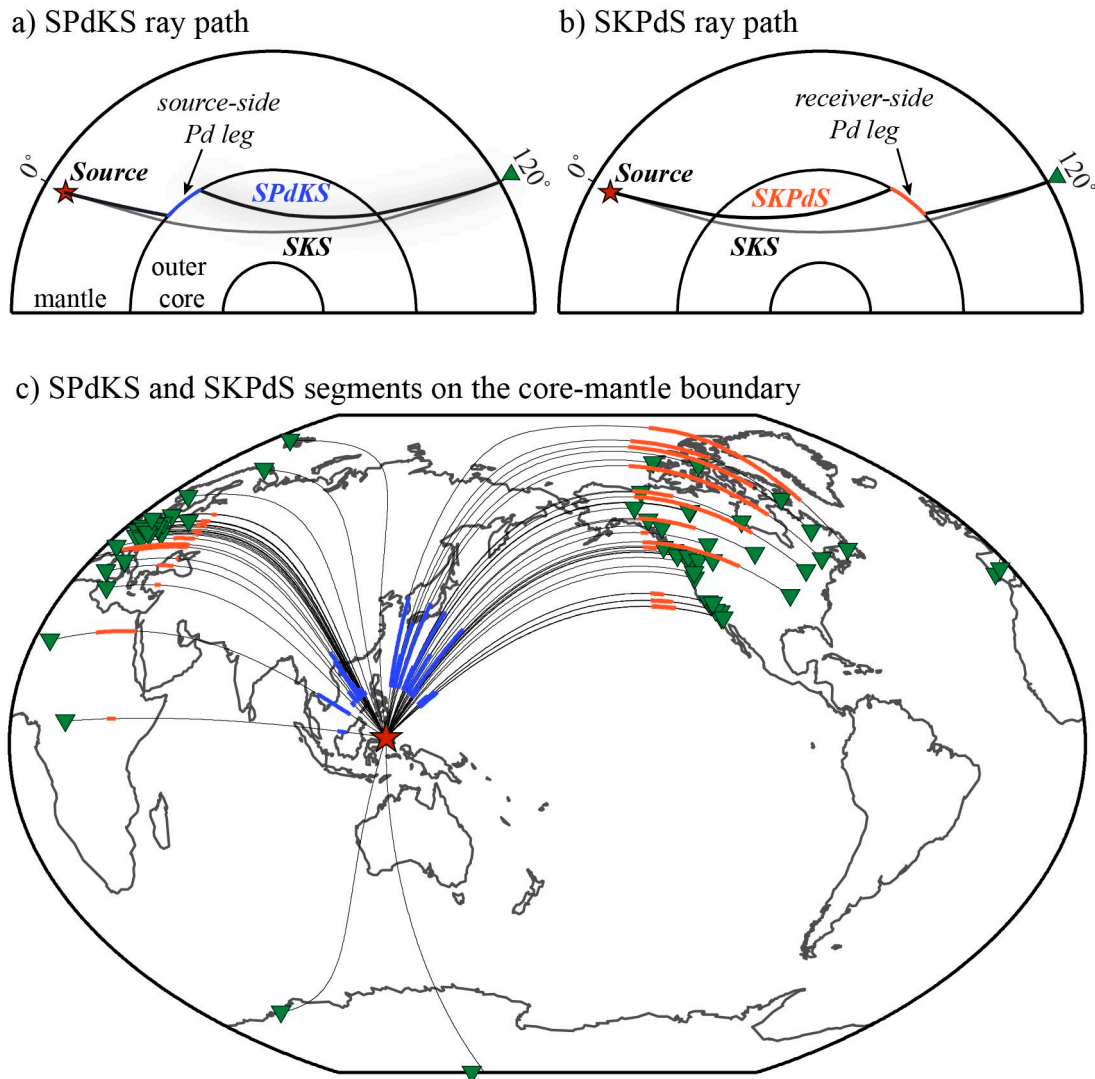 a) SPdKS ray path
source-side
Pd leg
0°
Source
120°
SPdKS
SKS
outer
core
mantle
b) SKPdS ray path
receiver-side
Pd leg
0°
Source
120°
SKPdS
SKS
c) SPdKS and SKPdS segments on the core-mantle boundary